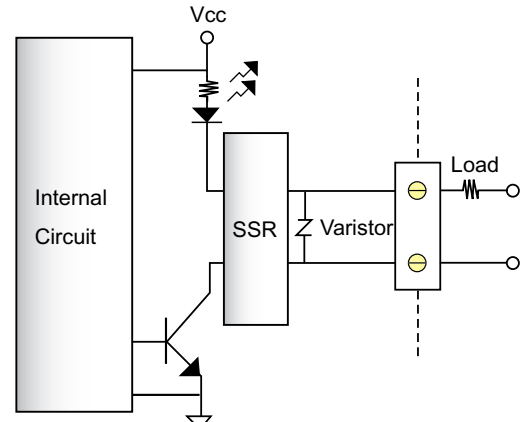 Vcc
Load
Internal
Circuit
SSR
Varistor